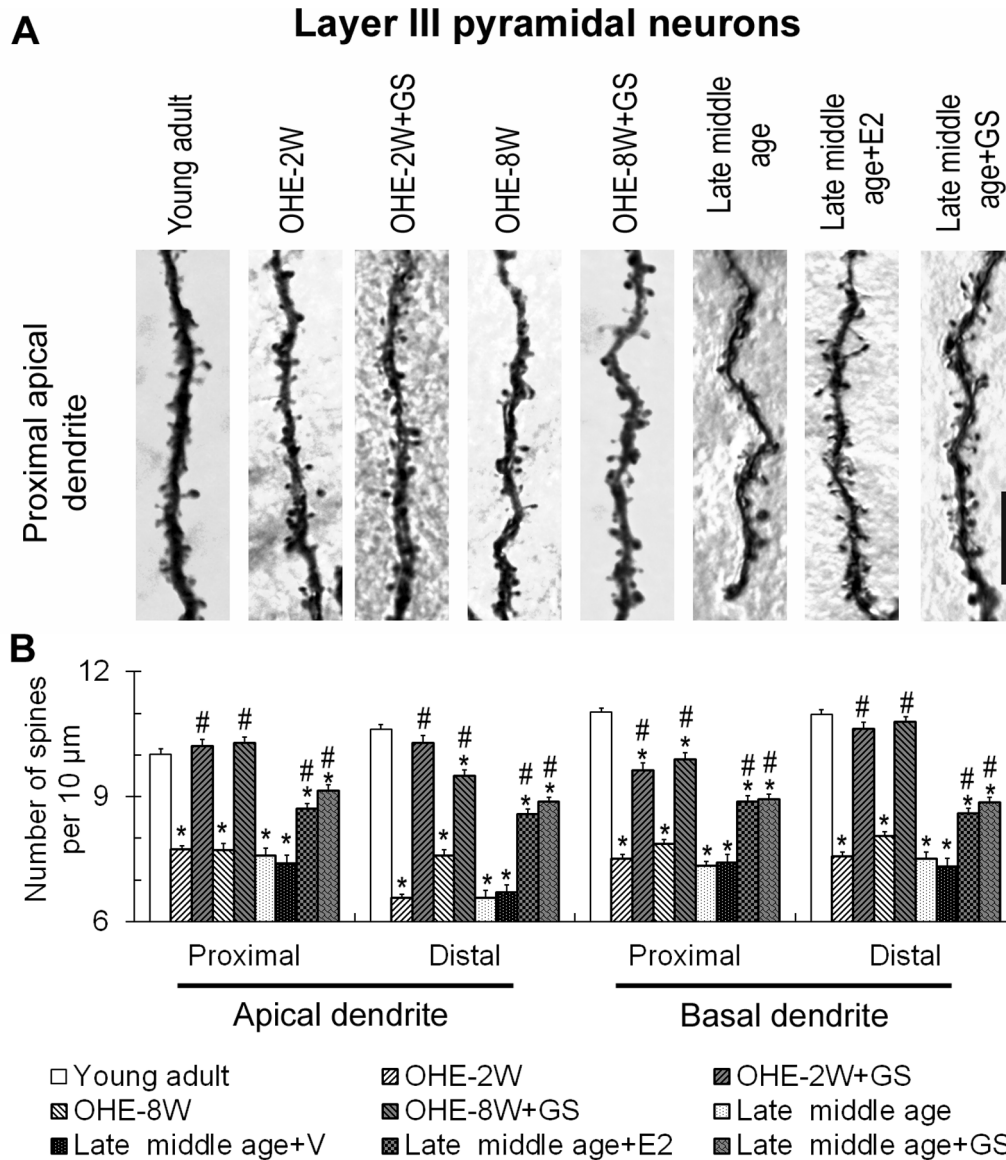 A
Layer III pyramidal neurons
Young adult
OHE-2W
OHE-2W+GS
OHE-8W
OHE-8W+GS
Late middle
age
Late middle
age+E2
Late middle
age+GS
Proximal apical
dendrite
B
Number of spines
per 10 µm
12
9
6
# # # #
* * * * * *
# # # #
* * * * * * *
# # # #
* * * * * * * *
# # # #
* * * * * *
Proximal Distal Proximal Distal
Apical dendrite Basal dendrite
Young adult OHE-2W OHE-2W+GS
OHE-8W OHE-8W+GS Late middle age
Late middle age+V Late middle age+E2 Late middle age+GS